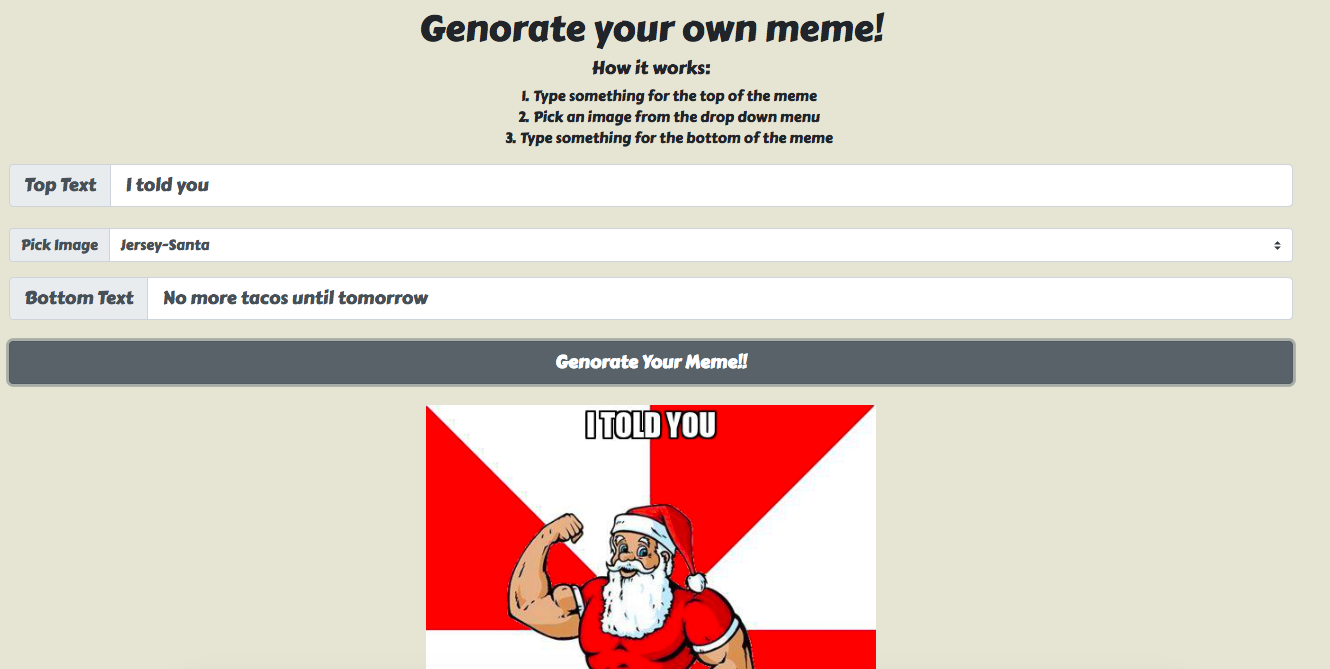 Genorate your own meme!
How it works:
1. Type something for the top of the meme
2. Pick an image from the drop down menu
3. Type something for the bottom of the meme
Top Text I told you
Pick Image Jersey-Santa
Bottom Text No more tacos until tomorrow
Genorate Your Meme!!
I TOLD YOU